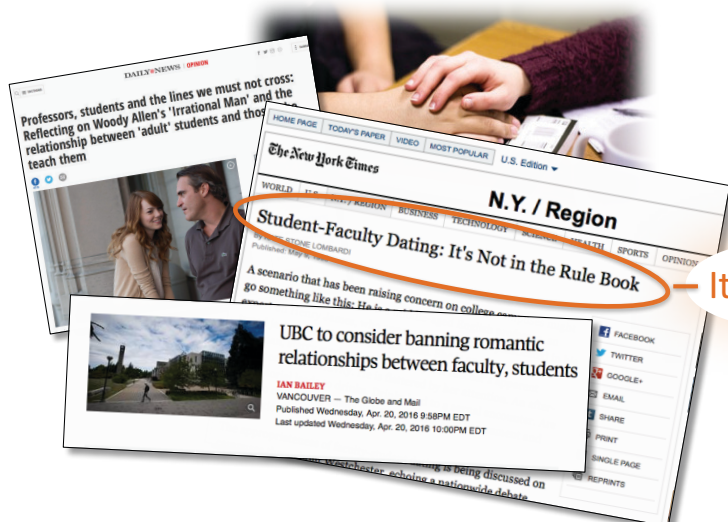 DAILY NEWS | OPINION
Professors, students and the lines we must not cross:
Reflecting on Woody Allen's 'Irrational Man' and the
relationship between 'adult' students and
teach them
HOME PAGE TODAY'S PAPER VIDEO MOST POPULAR U.S. Edition
The New York Times
N.Y. / Region
WORLD U.S. N.Y. / REGION BUSINESS TECHNOLOGY SCIENCE HEALTH SPORTS OPINION
Student-Faculty Dating: It's Not in the Rule Book
STONE LOMBARDI
Published:
A scenario that has been raising concern on college
go something like this: He is
It
FACEBOOK
TWITTER
GOOGLE+
EMAIL
SHARE
PRINT
SINGLE PAGE
REPRINTS
UBC to consider banning romantic
relationships between faculty, students
IAN BAILEY
VANCOUVER — The Globe and Mail
Published Wednesday, Apr. 20, 2016 9:58PM EDT
Last updated Wednesday, Apr. 20, 2016 10:00PM EDT
is being discussed on
Westchester, echoing a nationwide debate